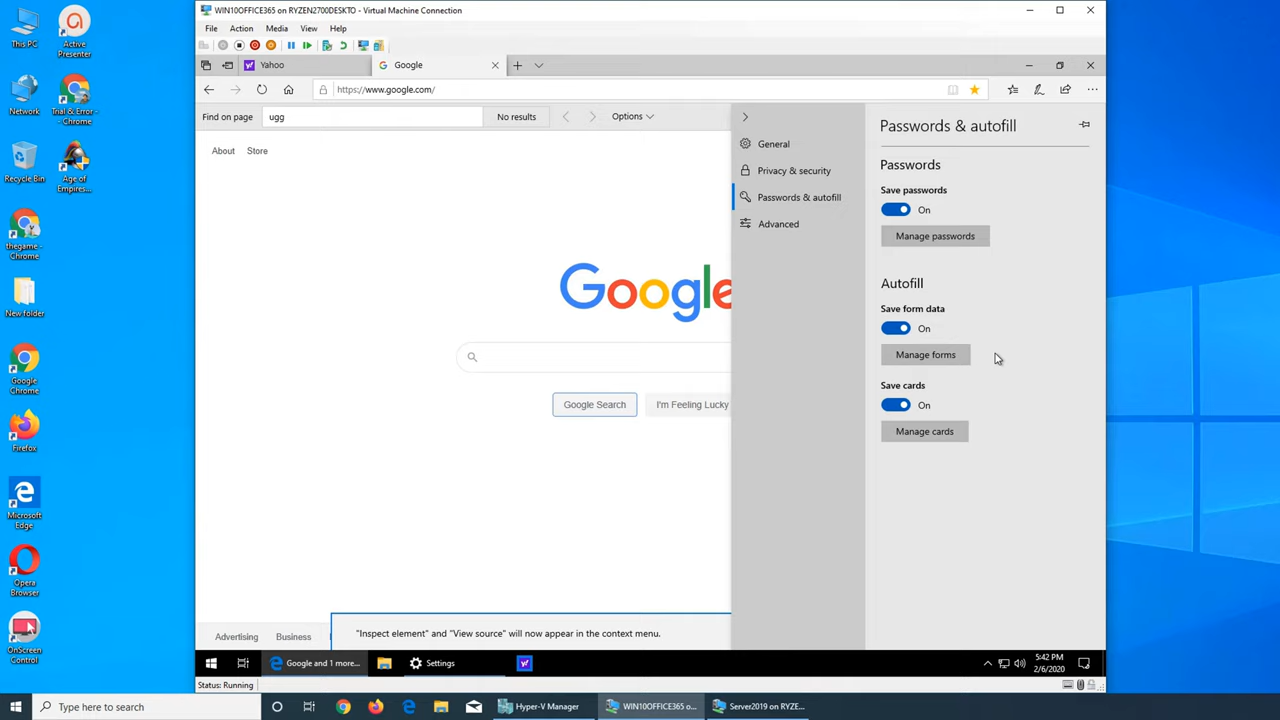 WIN10OFFICE365 on RYZEN2700DESKTO - Virtual Machine Connection
File Action Media View Help
Yahoo
Google
https://www.google.com/
Find on page
ugg
No results
Options
About Store
Google
Google Search
I'm Feeling Lucky
Advertising Business
"Inspect element" and "View source" will now appear in the context menu.
General
Privacy & security
Passwords & autofill
Advanced
Passwords & autofill
Passwords
Save passwords
On
Manage passwords
Autofill
Save form data
On
Manage forms
Save cards
On
Manage cards
Google and 1 more...
Settings
5:42 PM
2/6/2020
Status: Running
This PC
Active
Presenter
Network
Trial & Error -
- Chrome
Recycle Bin
Age of
Empires...
thegame -
Chrome
New folder
Google
Chrome
Firefox
Microsoft
Edge
Opera
Browser
OnScreen
Control
Type here to search
Hyper-V Manager
WIN10OFFICE365 o...
Server2019 on RYZE...